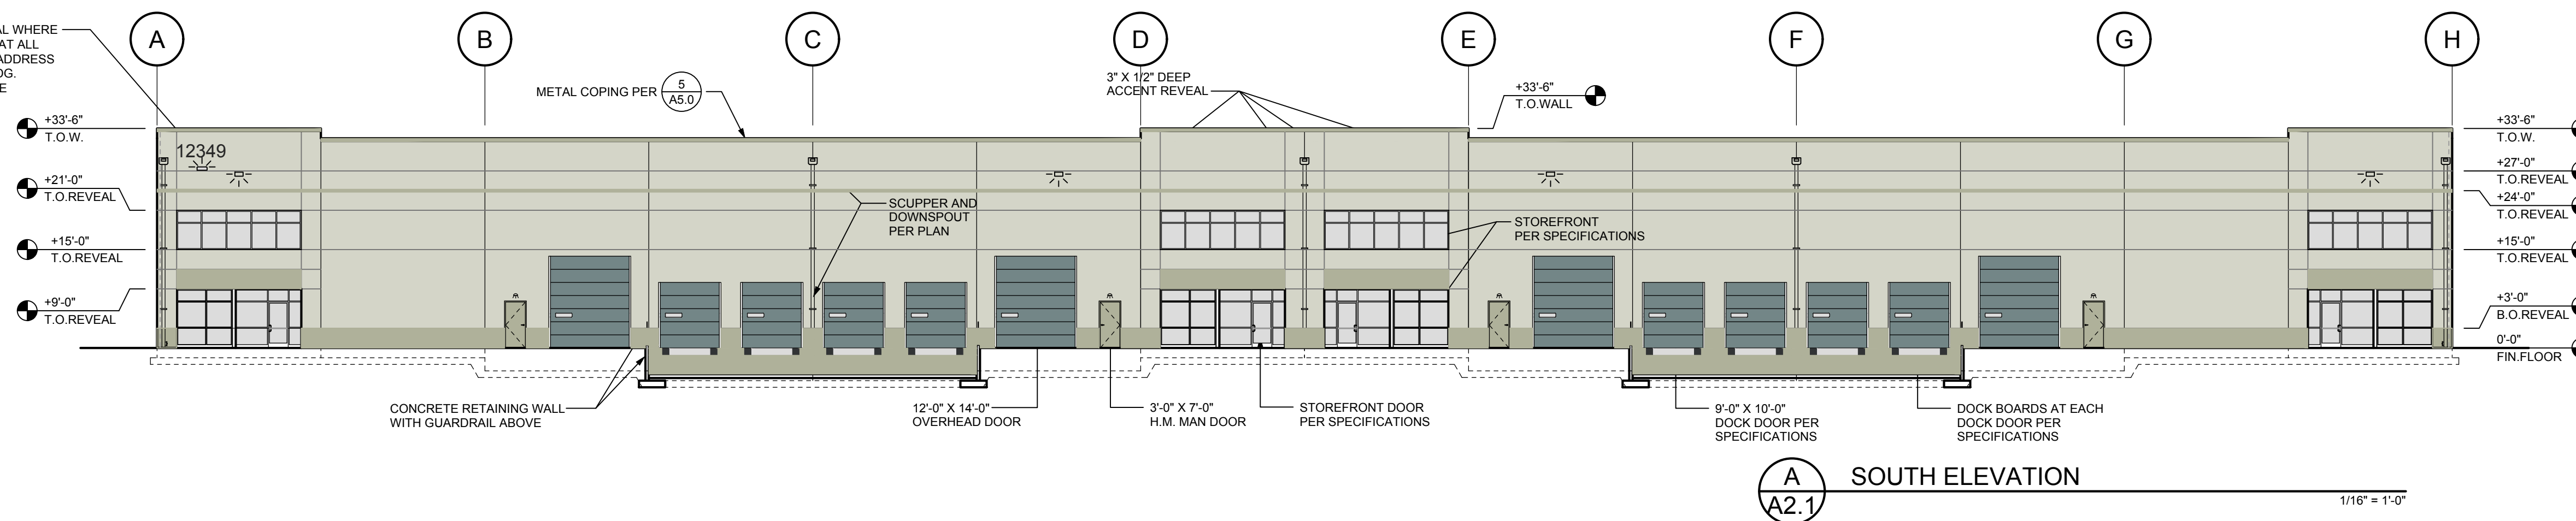 A B C D E F G H
AL WHERE
AT ALL
ADDRESS
DG.
E
METAL COPING PER
5
A5.0
3" X 1/2" DEEP
ACCENT REVEAL
+33'-6"
T.O.WALL
+33'-6"
T.O.W.
+21'-0"
T.O.REVEAL
+15'-0"
T.O.REVEAL
+9'-0"
T.O.REVEAL
12349
SCUPPER AND
DOWNSPOUT
PER PLAN
STOREFRONT
PER SPECIFICATIONS
+33'-6"
T.O.W.
+27'-0"
T.O.REVEAL
+24'-0"
T.O.REVEAL
+15'-0"
T.O.REVEAL
+3'-0"
B.O.REVEAL
0'-0"
FIN.FLOOR
CONCRETE RETAINING WALL
WITH GUARDRAIL ABOVE
12'-0" X 14'-0"
OVERHEAD DOOR
3'-0" X 7'-0"
H.M. MAN DOOR
STOREFRONT DOOR
PER SPECIFICATIONS
9'-0" X 10'-0"
DOCK DOOR PER
SPECIFICATIONS
DOCK BOARDS AT EACH
DOCK DOOR PER
SPECIFICATIONS
A
A2.1
SOUTH ELEVATION
1/16" = 1'-0"